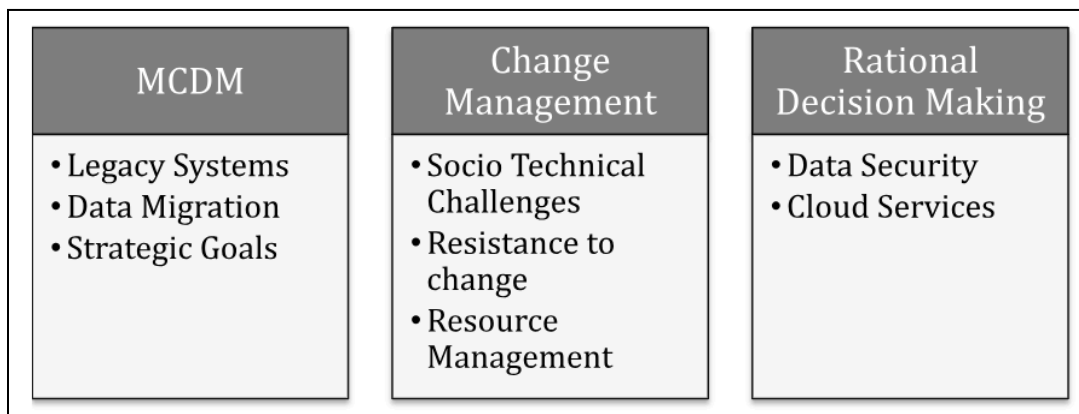 MCDM
• Legacy Systems
• Data Migration
• Strategic Goals
Change
Management
• Socio Technical
Challenges
• Resistance to
change
• Resource
Management
Rational
Decision Making
• Data Security
• Cloud Services